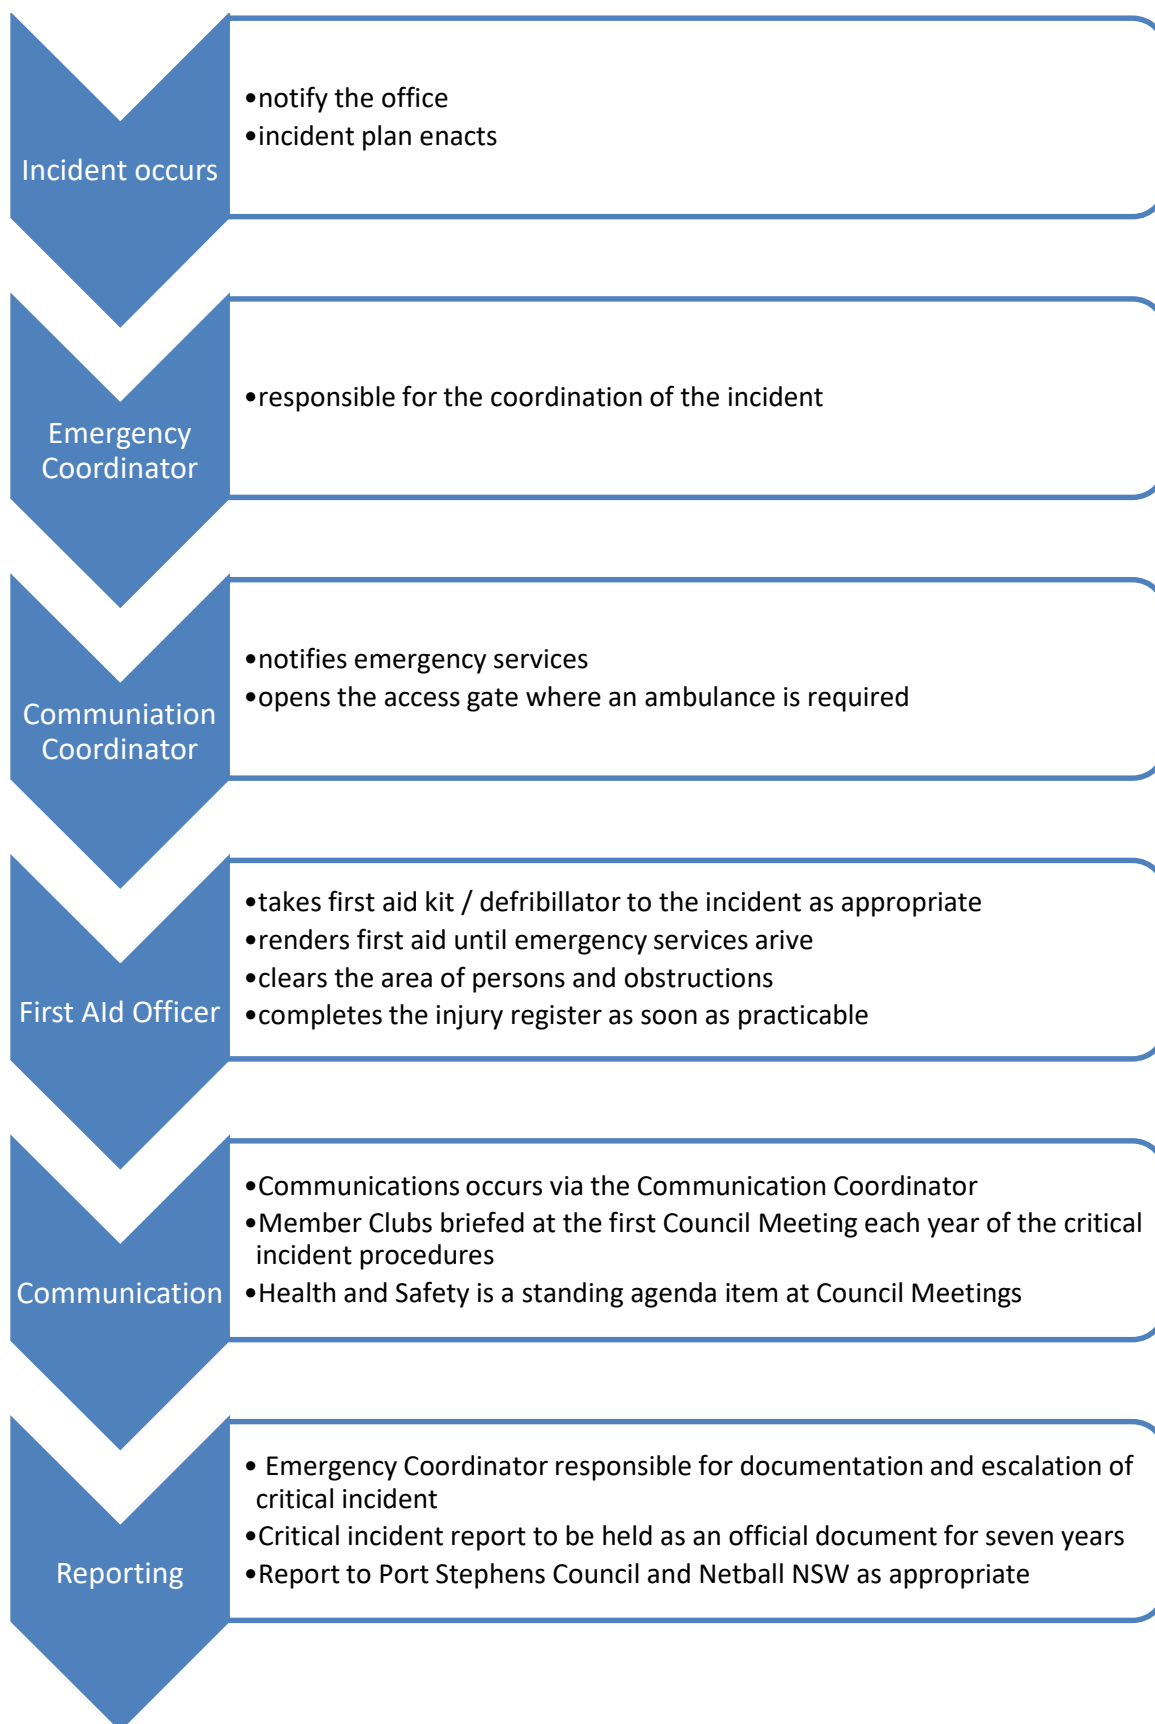 Incident occurs
•notify the office
•incident plan enacts
Emergency
Coordinator
•responsible for the coordination of the incident
Communiation
Coordinator
•notifies emergency services
•opens the access gate where an ambulance is required
First AId Officer
•takes first aid kit / defribillator to the incident as appropriate
•renders first aid until emergency services arive
•clears the area of persons and obstructions
•completes the injury register as soon as practicable
Communication
•Communications occurs via the Communication Coordinator
•Member Clubs briefed at the first Council Meeting each year of the critical
incident procedures
•Health and Safety is a standing agenda item at Council Meetings
Reporting
• Emergency Coordinator responsible for documentation and escalation of
critical incident
•Critical incident report to be held as an official document for seven years
•Report to Port Stephens Council and Netball NSW as appropriate